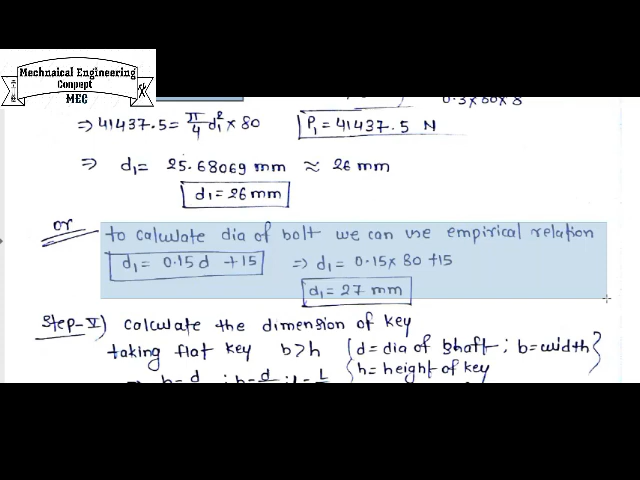 Mechnaical Engineering
Conpept
MEC
0.3×80×8
⇒ 41437.5 = π/4 d₁² × 80    P₁ = 41437.5 N
⇒ d₁ = 25.68069 mm ≈ 26 mm
d₁ = 26 mm
or
to calculate dia of bolt we can use empirical relation
d₁ = 0.15 d + 15    ⇒ d₁ = 0.15 × 80 + 15
d₁ = 27 mm
Step-V) calculate the dimension of key
taking flat key b > h (d = dia of shaft ; b = width
h = height of key